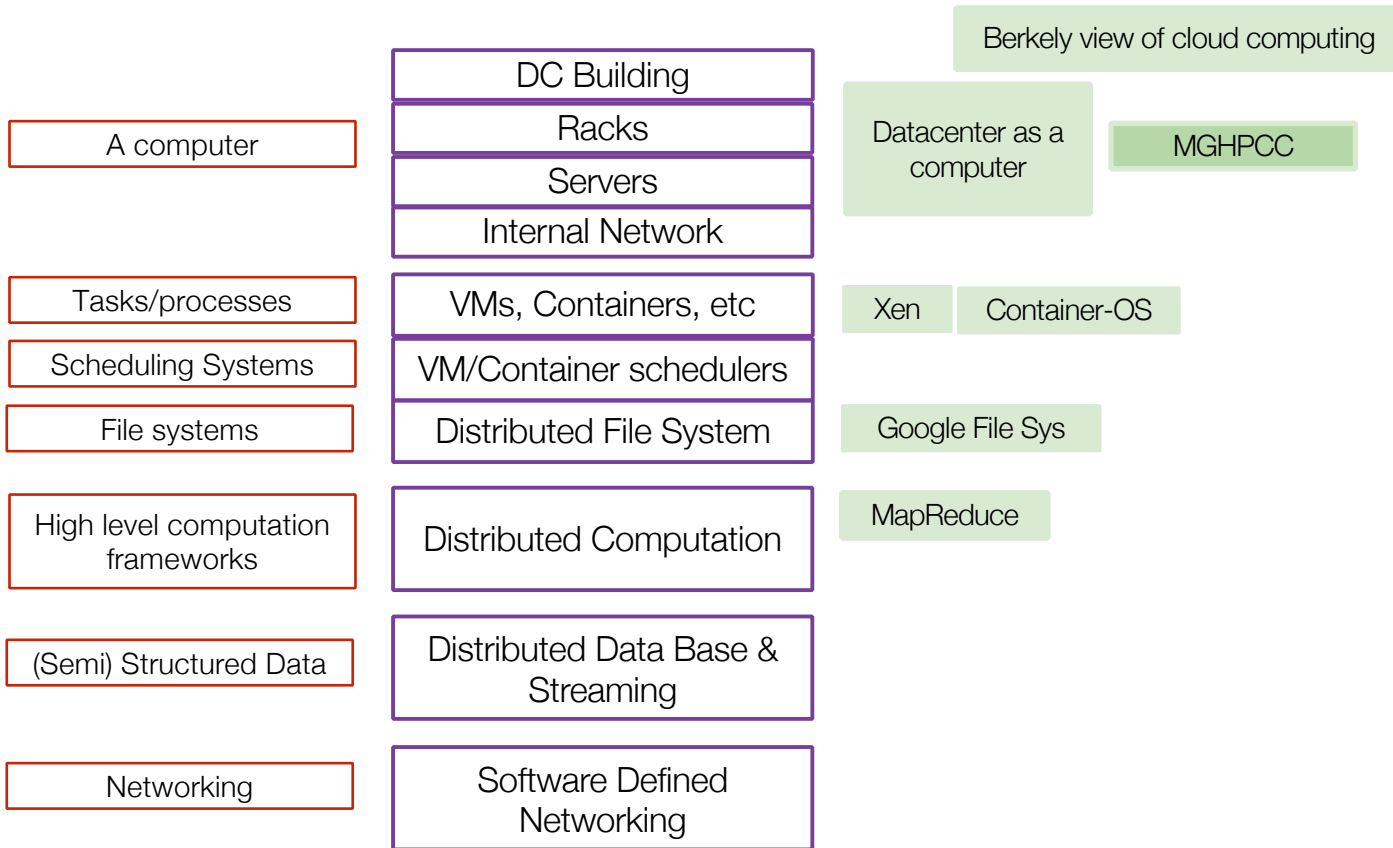 Berkely view of cloud computing
DC Building
A computer
Racks
Datacenter as a
computer
MGHPCC
Servers
Internal Network
Tasks/processes
VMs, Containers, etc
Xen
Container-OS
Scheduling Systems
VM/Container schedulers
File systems
Distributed File System
Google File Sys
High level computation
frameworks
Distributed Computation
MapReduce
(Semi) Structured Data
Distributed Data Base &
Streaming
Networking
Software Defined
Networking